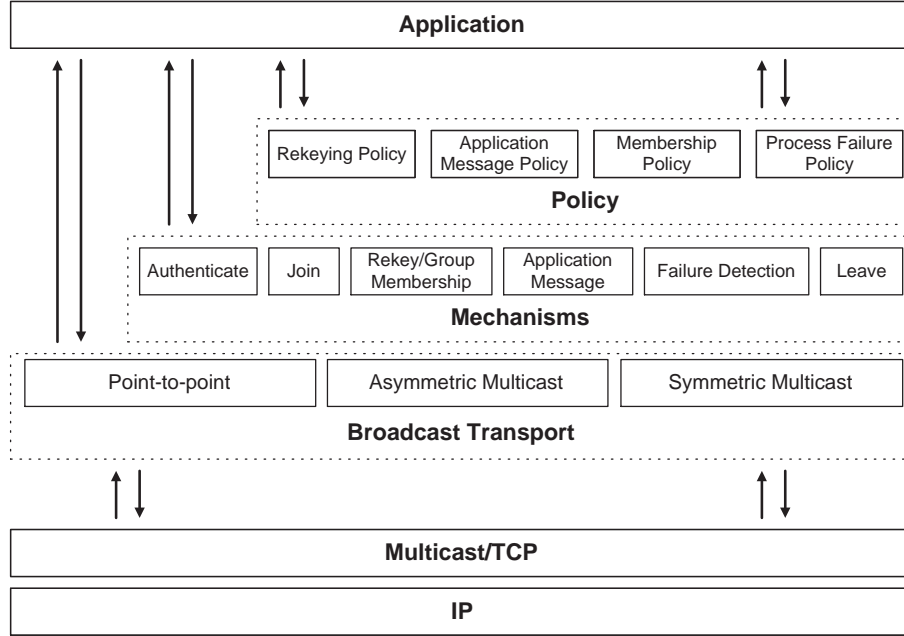 Application
Rekeying Policy
Application
Message Policy
Membership
Policy
Process Failure
Policy
Policy
Authenticate
Join
Rekey/Group
Membership
Application
Message
Failure Detection
Leave
Mechanisms
Point-to-point
Asymmetric Multicast
Symmetric Multicast
Broadcast Transport
Multicast/TCP
IP